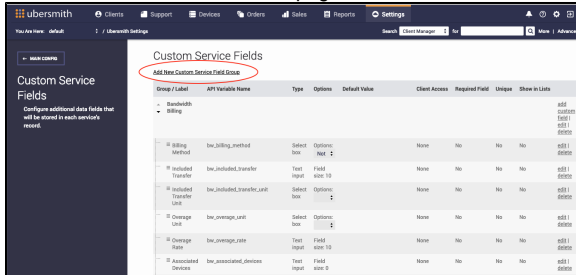 ubersmith Clients Support Devices Orders Sales Reports Settings
You Are Here: default / Ubersmith Settings Search Client Manager for More | Advance
← MAIN CONFIG
Custom Service Fields
Configure additional data fields that
will be stored in each service's
record.
Custom Service Fields
Add New Custom Service Field Group
Group / Label API Variable Name Type Options Default Value Client Access Required Field Unique Show in Lists
Bandwidth Billing add custom field | edit | delete
Billing Method bw_billing_method Select box Options: Not None No No No edit | delete
Included Transfer bw_included_transfer Text input Field size: 10 None No No No edit | delete
Included Transfer Unit bw_included_transfer_unit Select box Options: None No No No edit | delete
Overage Unit bw_overage_unit Select box Options: None No No No edit | delete
Overage Rate bw_overage_rate Text input Field size: 10 None No No No edit | delete
Associated Devices bw_associated_devices Text input Field size: 0 None No No No edit | delete